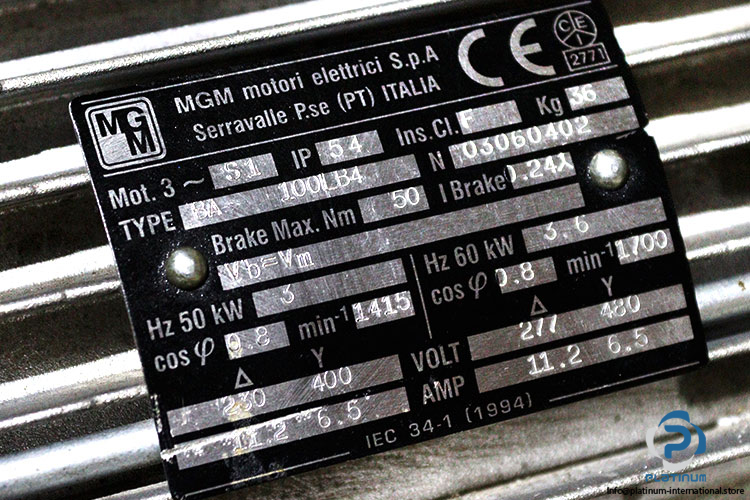 MGM
MGM motori elettrici S.p.A
Serravalle P.se (PT) ITALIA
CE
CE
2771
Mot. 3 ~ S1 IP 54 Ins.Cl. F Kg 36
TYPE BA 100LB4 N 03060402
Brake Max. Nm 50 I Brake 0.24A
Vb=Vm
Hz 50 kW 3 Hz 60 kW 3.6
cos φ 0.8 min-1 1415 cos φ 0.8 min-1 1700
Δ Y VOLT Δ Y
230 400 277 480
11.2 6.5 AMP 11.2 6.5
IEC 34-1 (1994)
PLATINUM
Info@platinum-international.store